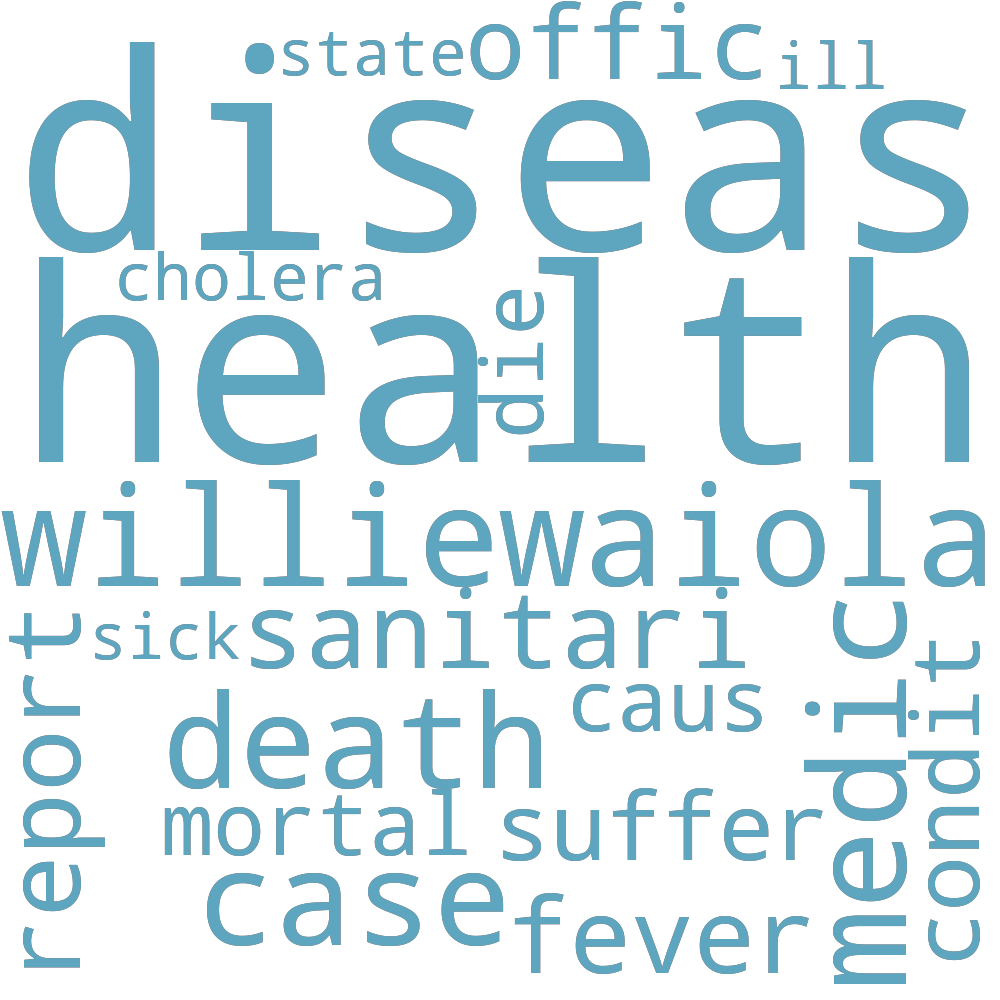 state offic ill
diseas
cholera
health
die
williewaiola
sick sanitari
report
caus
medic
condit
death
mortal suffer
case
fever